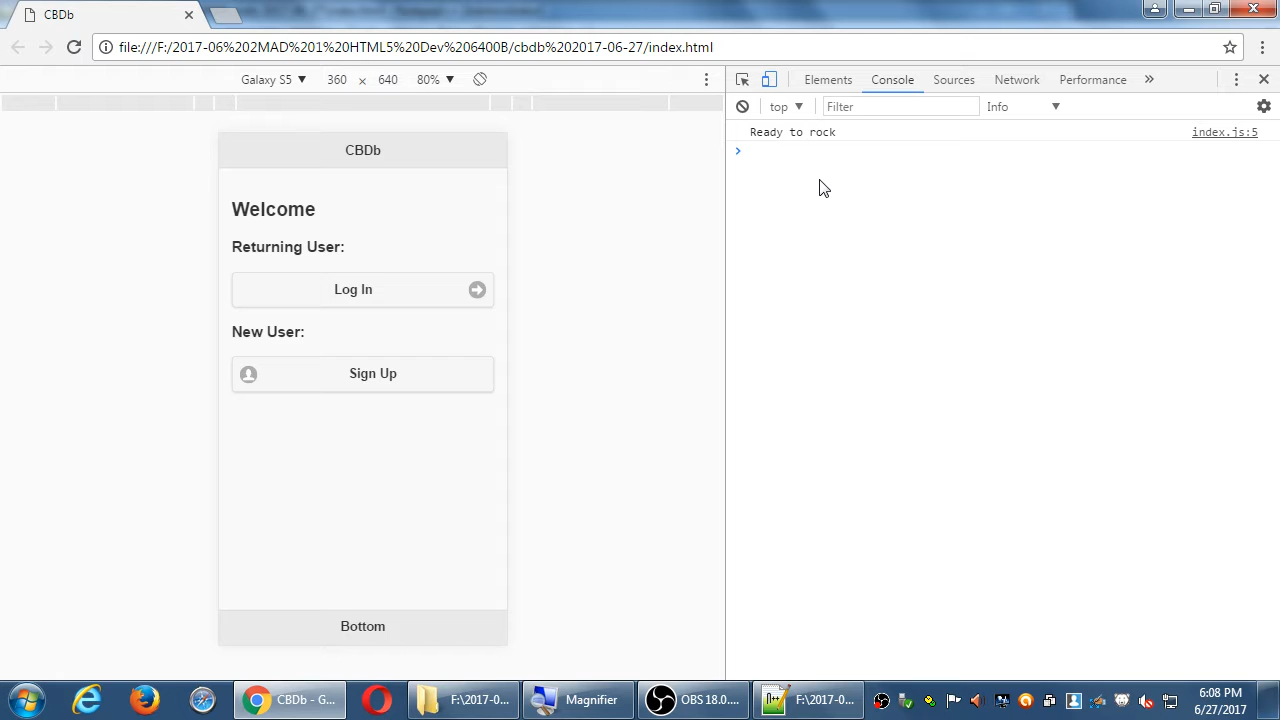 CBDb
file:///F:/2017-06%202MAD%201%20HTML5%20Dev%206400B/cbdb%202017-06-27/index.html
Galaxy S5 360 × 640 80%
Elements Console Sources Network Performance »
top Filter Info
Ready to rock index.js:5
>
CBDb
Welcome
Returning User:
Log In
New User:
Sign Up
Bottom
CBDb - G... F:\2017-0... Magnifier OBS 18.0.... F:\2017-0...
6:08 PM
6/27/2017